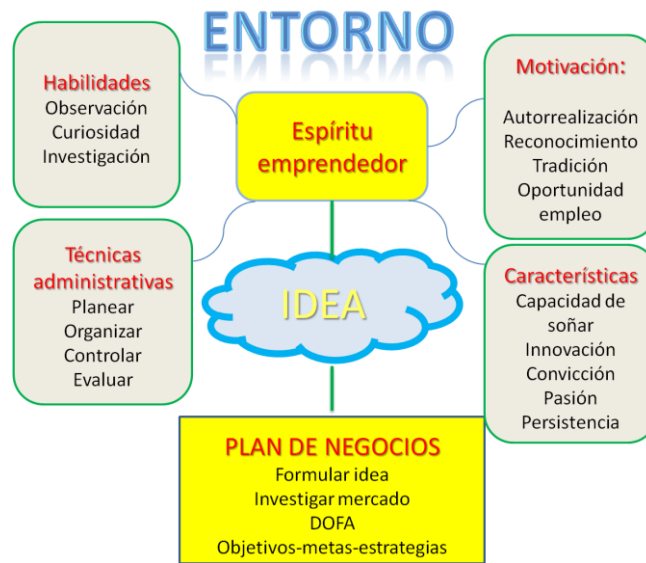 ENTORNO
Habilidades
Observación
Curiosidad
Investigación
Espíritu
emprendedor
Motivación:
Autorrealización
Reconocimiento
Tradición
Oportunidad
empleo
Técnicas
administrativas
Planear
Organizar
Controlar
Evaluar
IDEA
Características
Capacidad de
soñar
Innovación
Convicción
Pasión
Persistencia
PLAN DE NEGOCIOS
Formular idea
Investigar mercado
DOFA
Objetivos-metas-estrategias